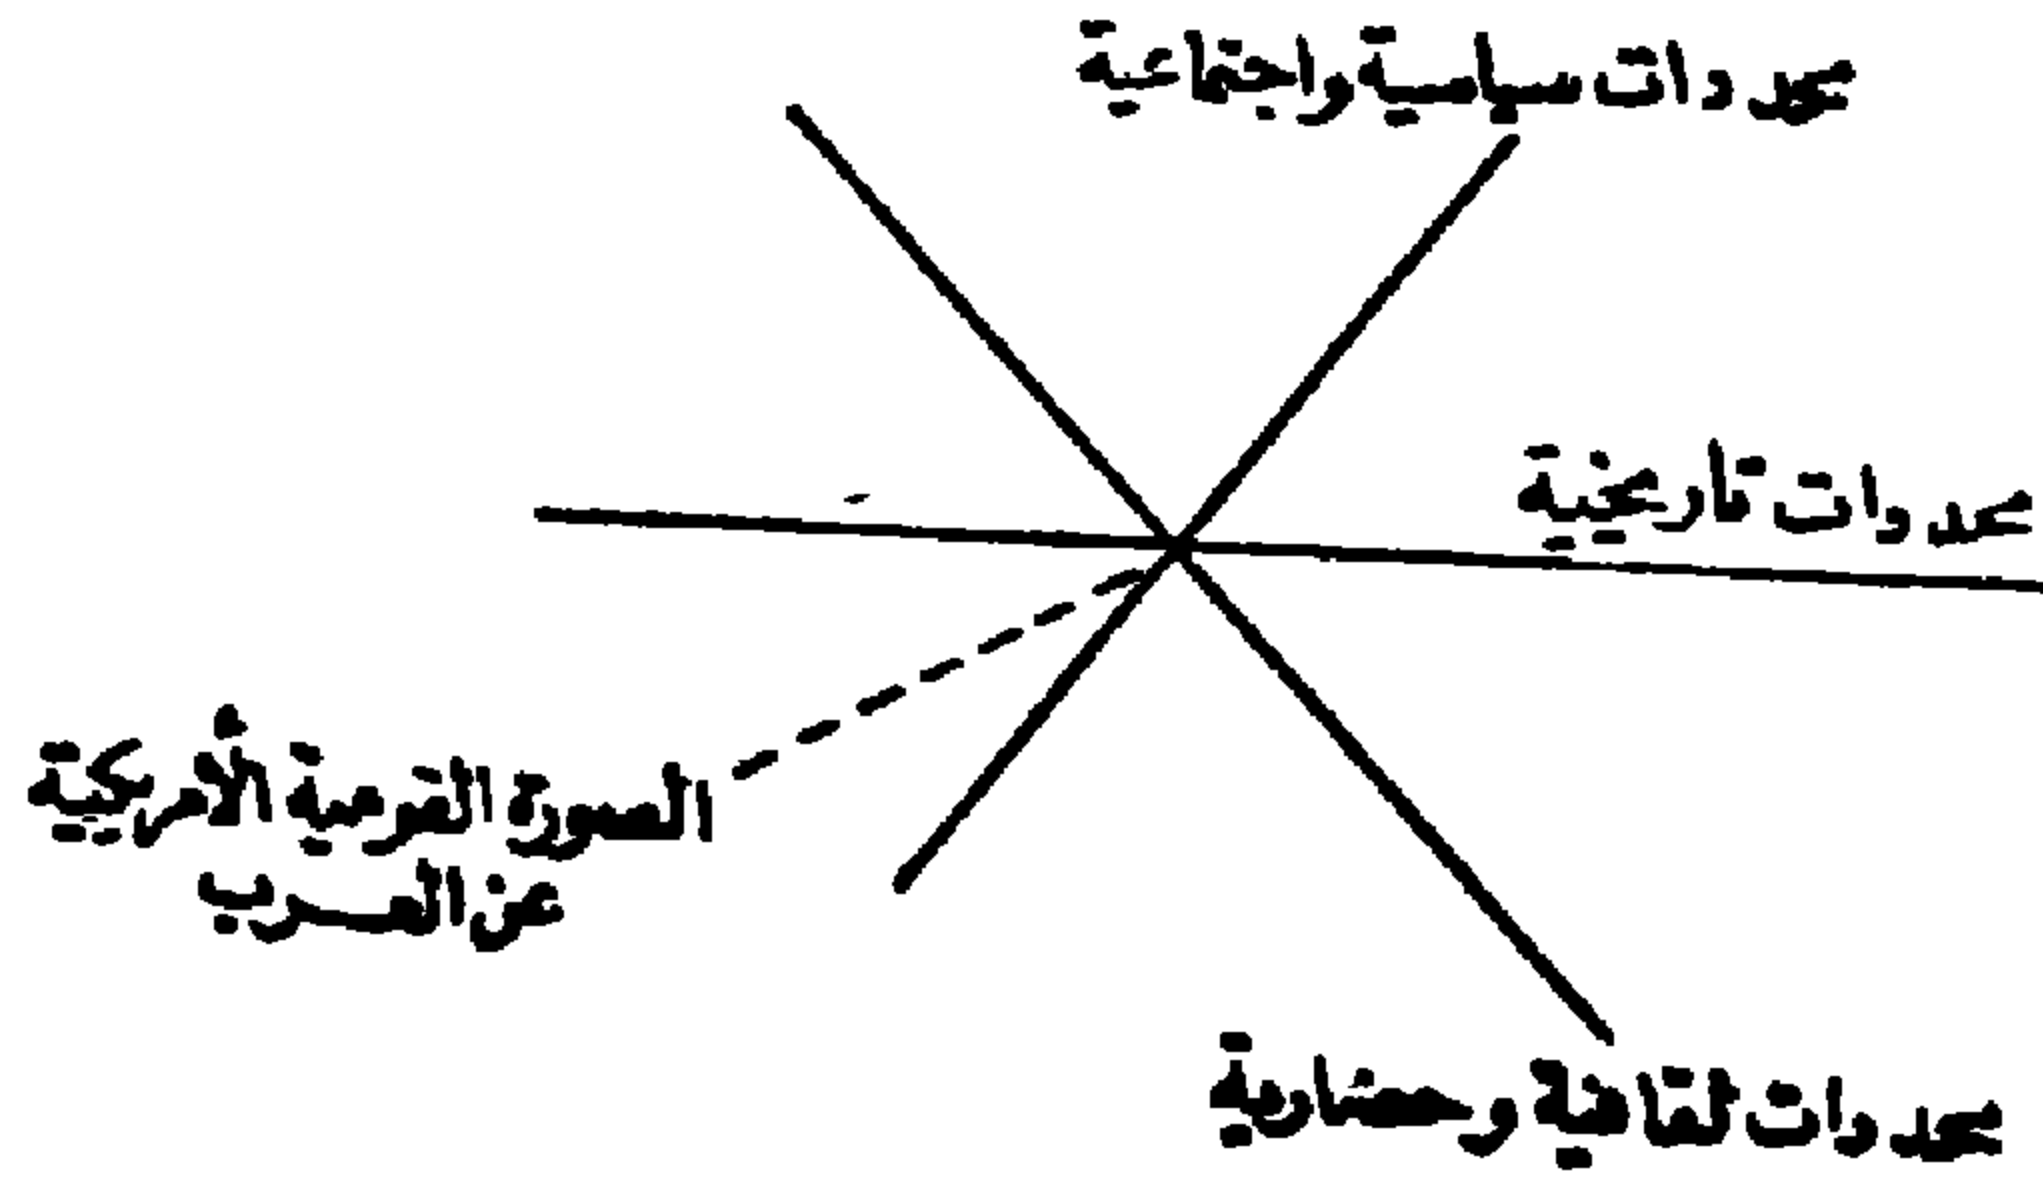 محددات سياسية واجتماعية
محددات تاريخية
الصورة القومية الأمريكية
عن العرب
محددات ثقافية وحضارية